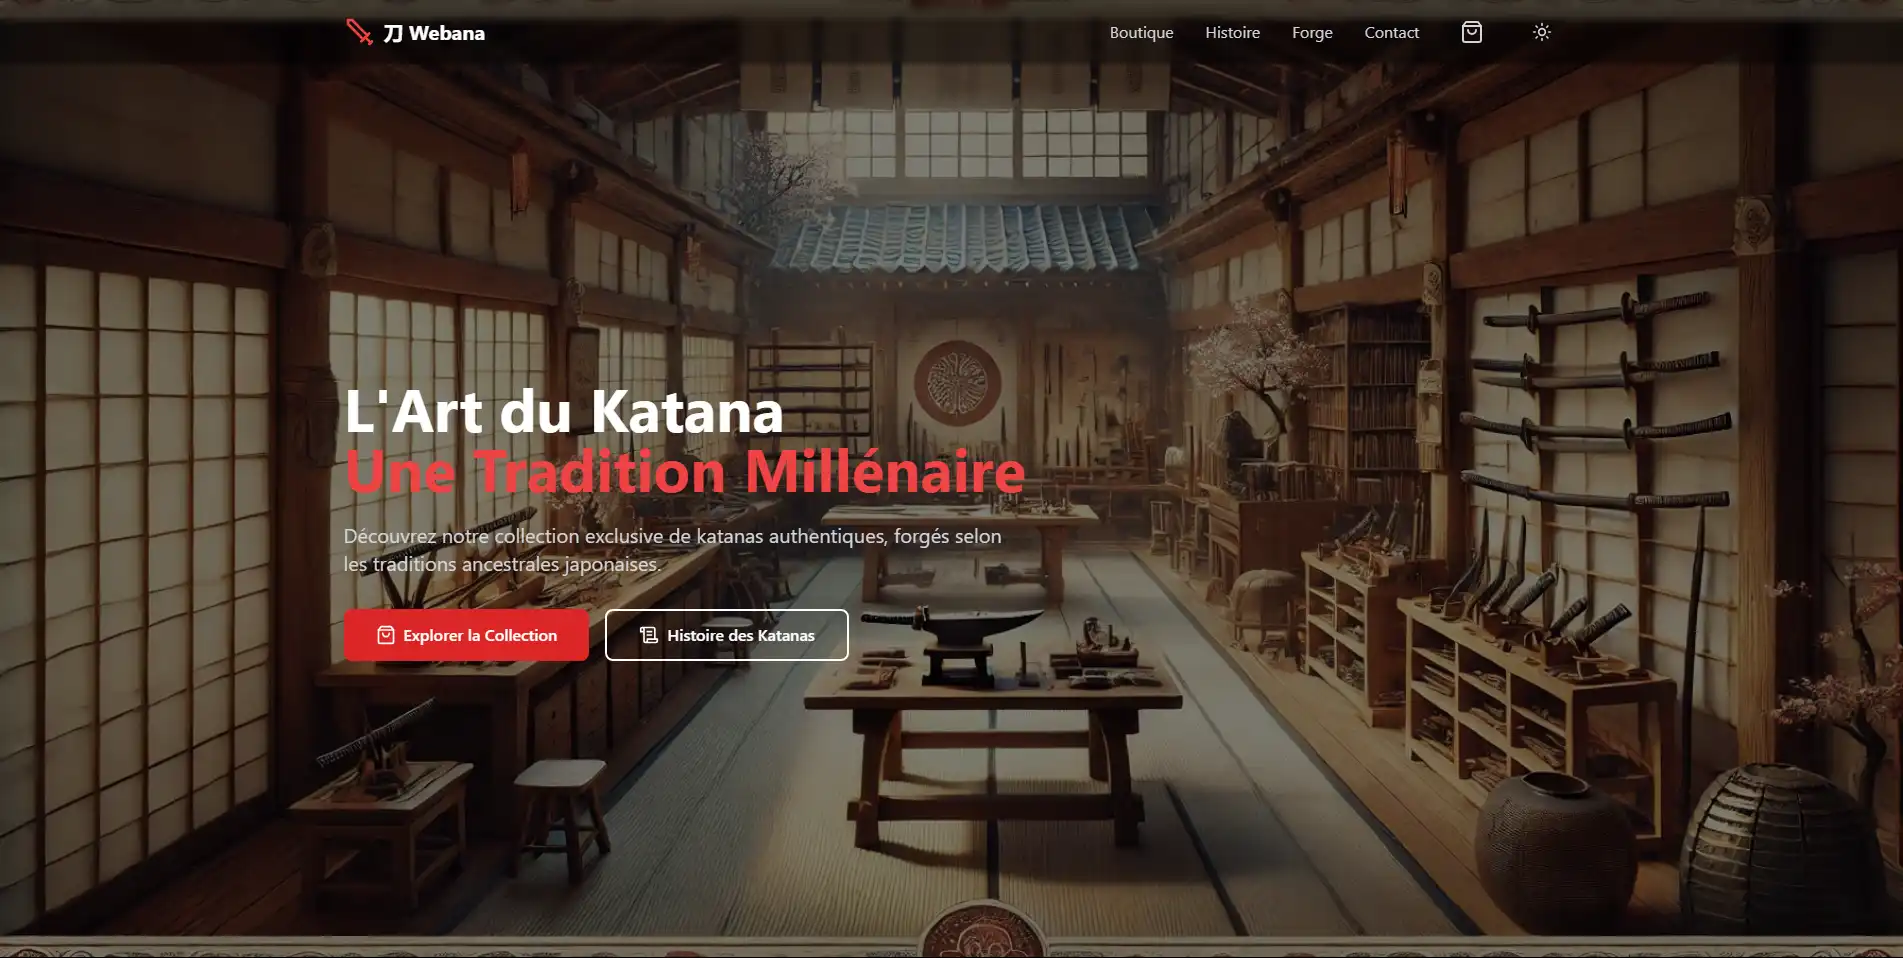 刀 Webana
Boutique
Histoire
Forge
Contact
L'Art du Katana
Une Tradition Millénaire
Découvrez notre collection exclusive de katanas authentiques, forgés selon
les traditions ancestrales japonaises.
Explorer la Collection
Histoire des Katanas